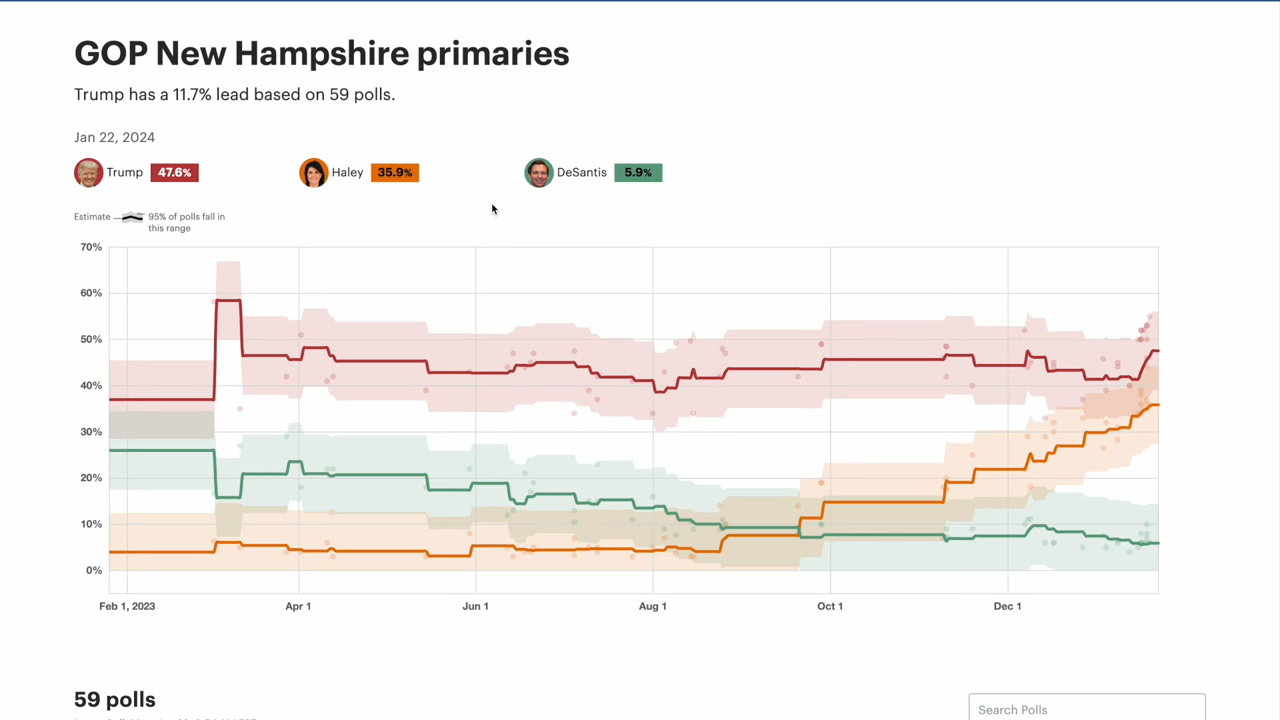 GOP New Hampshire primaries
Trump has a 11.7% lead based on 59 polls.
Jan 22, 2024
Trump 47.6%
Haley 35.9%
DeSantis 5.9%
Estimate
95% of polls fall in
this range
70%
60%
50%
40%
30%
20%
10%
0%
Feb 1, 2023
Apr 1
Jun 1
Aug 1
Oct 1
Dec 1
59 polls
Search Polls